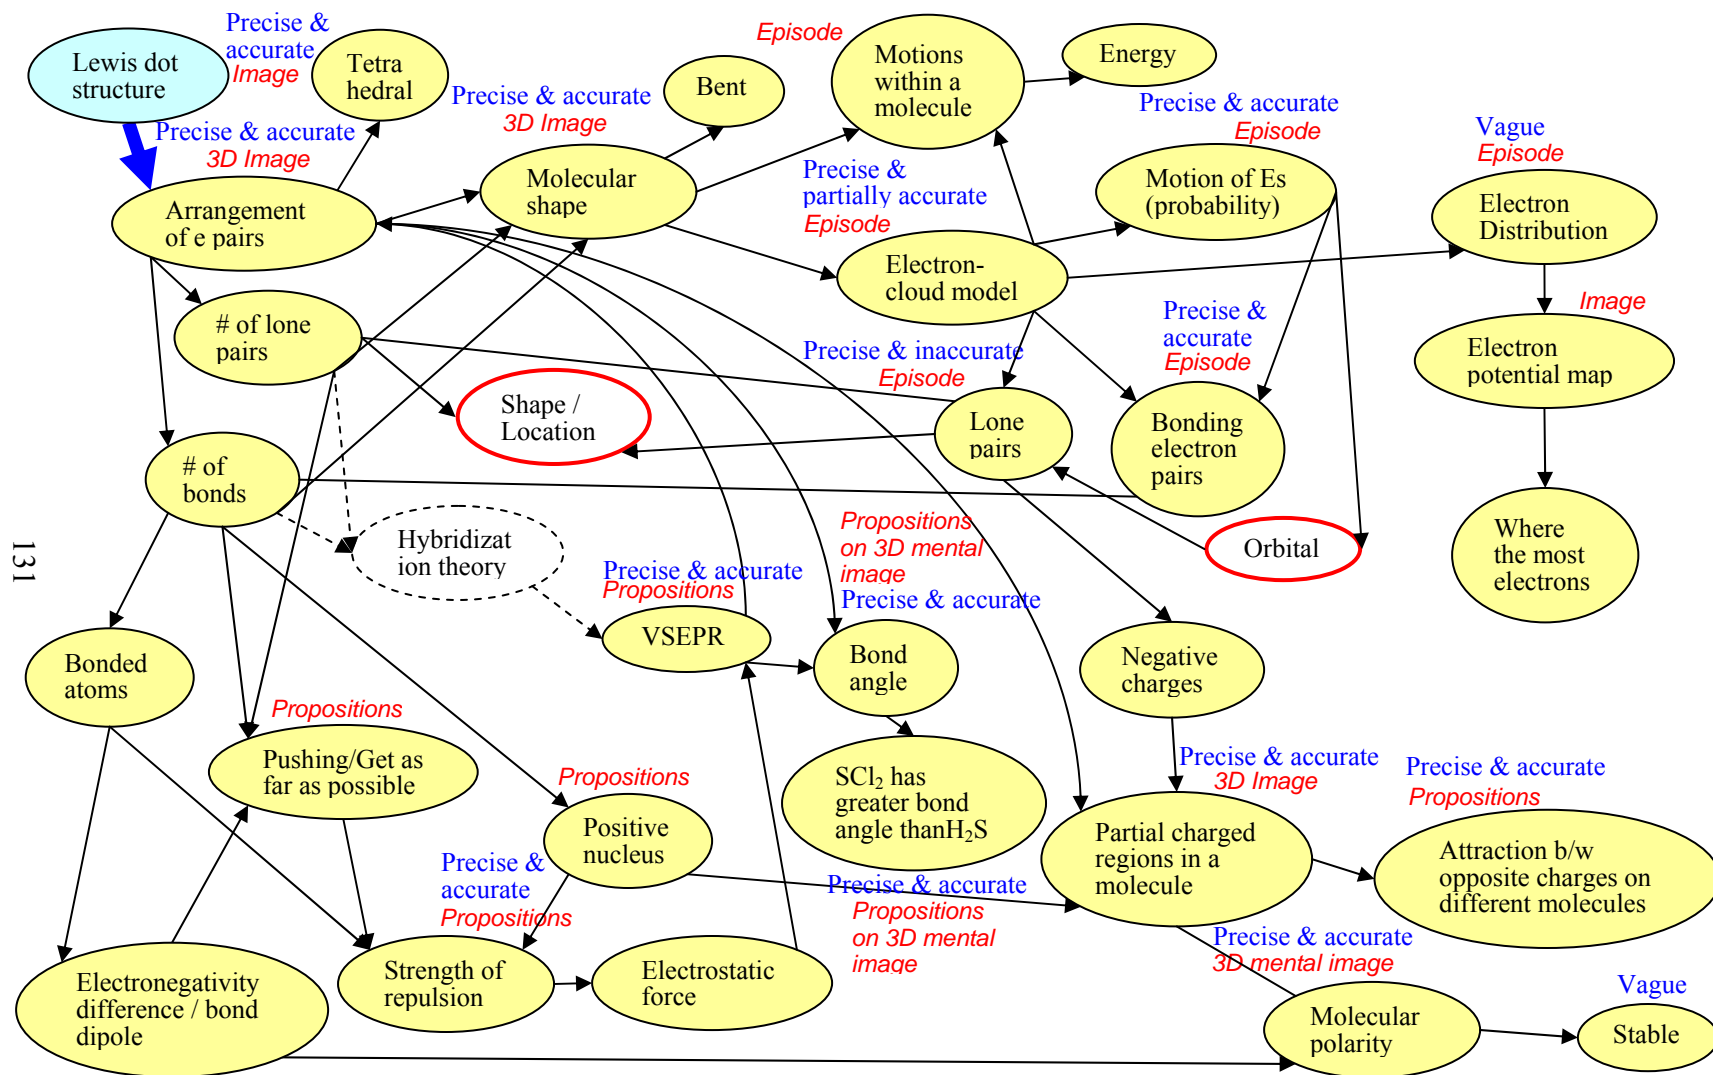 Precise &
accurate
Image
Lewis dot
structure
Tetra
hedral
Episode
Motions
within a
molecule
Energy
Bent
Precise & accurate
3D Image
Precise & accurate
3D Image
Precise & accurate
Episode
Vague
Episode
Arrangement
of e pairs
Molecular
shape
Precise &
partially accurate
Episode
Motion of Es
(probability)
Electron
Distribution
Electron-
cloud model
Image
# of lone
pairs
Precise & inaccurate
Episode
Precise &
accurate
Episode
Electron
potential map
Shape /
Location
Lone
pairs
Bonding
electron
pairs
# of
bonds
Hybridizat
ion theory
Propositions
on 3D mental
image
Precise & accurate
Orbital
Where
the most
electrons
131
Precise & accurate
Propositions
VSEPR
Bond
angle
Negative
charges
Bonded
atoms
Propositions
Pushing/Get as
far as possible
Propositions
Positive
nucleus
SCl₂ has
greater bond
angle thanH₂S
Precise & accurate
3D Image
Precise & accurate
Propositions
Partial charged
regions in a
molecule
Attraction b/w
opposite charges on
different molecules
Precise &
accurate
Propositions
Precise & accurate
Propositions
on 3D mental
image
Precise & accurate
3D mental image
Electronegativity
difference / bond
dipole
Strength of
repulsion
Electrostatic
force
Molecular
polarity
Vague
Stable